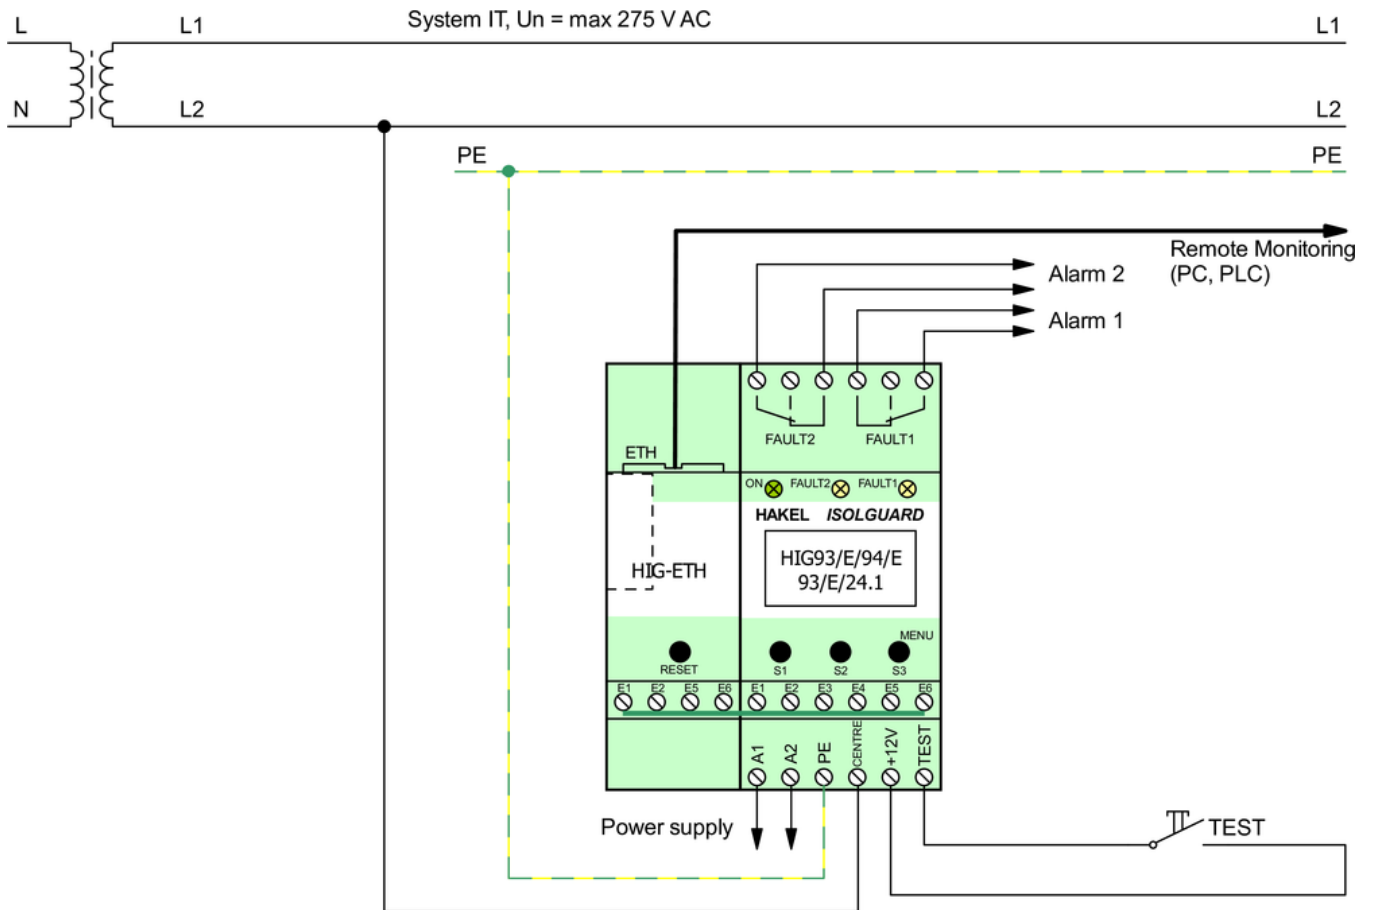 L
L1
System IT, Un = max 275 V AC
L1
N
L2
L2
PE
PE
Remote Monitoring
(PC, PLC)
Alarm 2
Alarm 1
FAULT2
FAULT1
ETH
ON
FAULT2
FAULT1
HAKEL ISOLGUARD
HIG93/E/94/E
93/E/24.1
HIG-ETH
MENU
RESET
S1
S2
S3
E1 E2 E5 E6 E1 E2 E3 E4 E5 E6
A1
A2
PE
CENTRE
+12V
TEST
Power supply
TEST